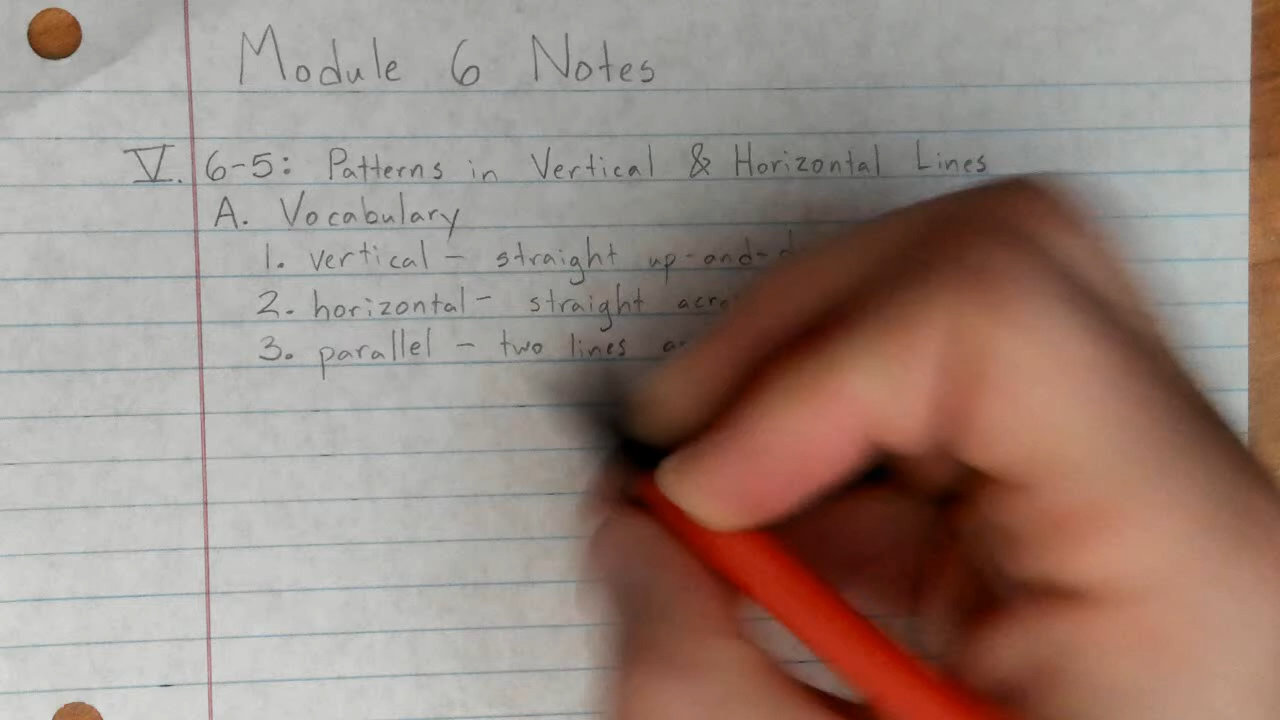 Module 6 Notes
V. 6-5: Patterns in Vertical & Horizontal Lines
A. Vocabulary
1. vertical - straight up-and-
2. horizontal - straight
3. parallel - two lines